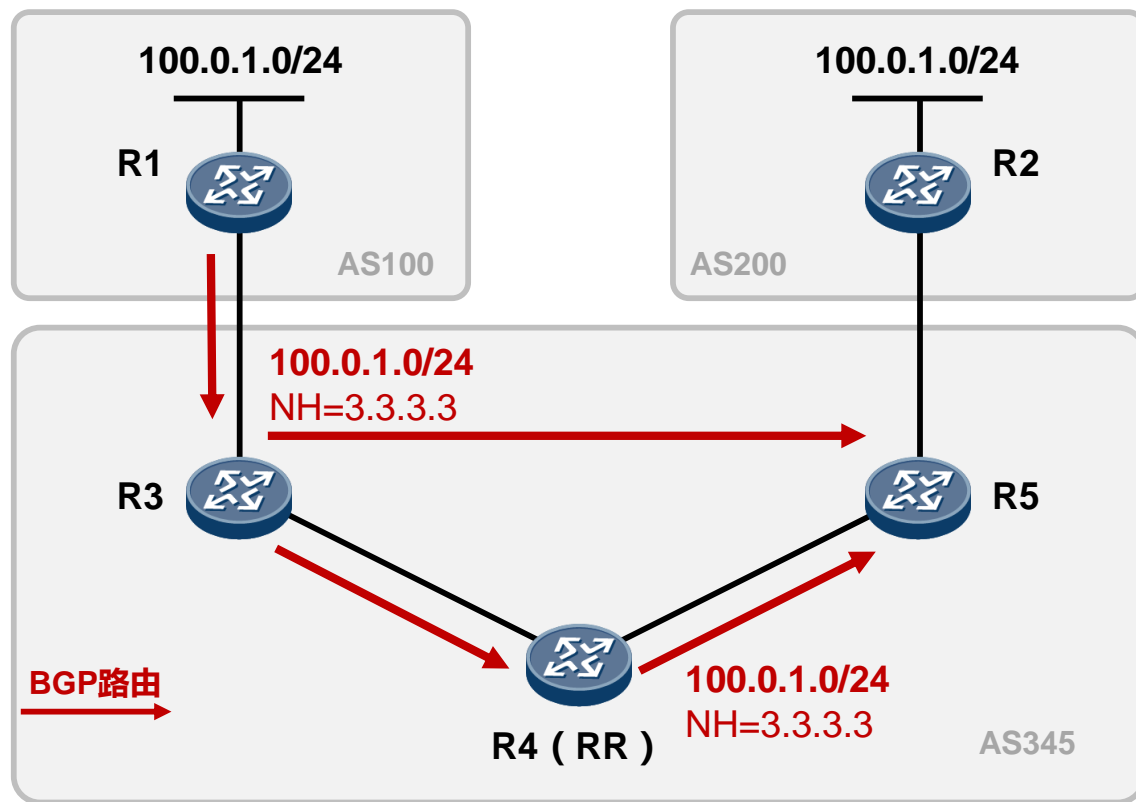 100.0.1.0/24
100.0.1.0/24
R1
R2
AS100
AS200
100.0.1.0/24
NH=3.3.3.3
R3
R5
BGP路由
100.0.1.0/24
NH=3.3.3.3
R4（RR）
AS345